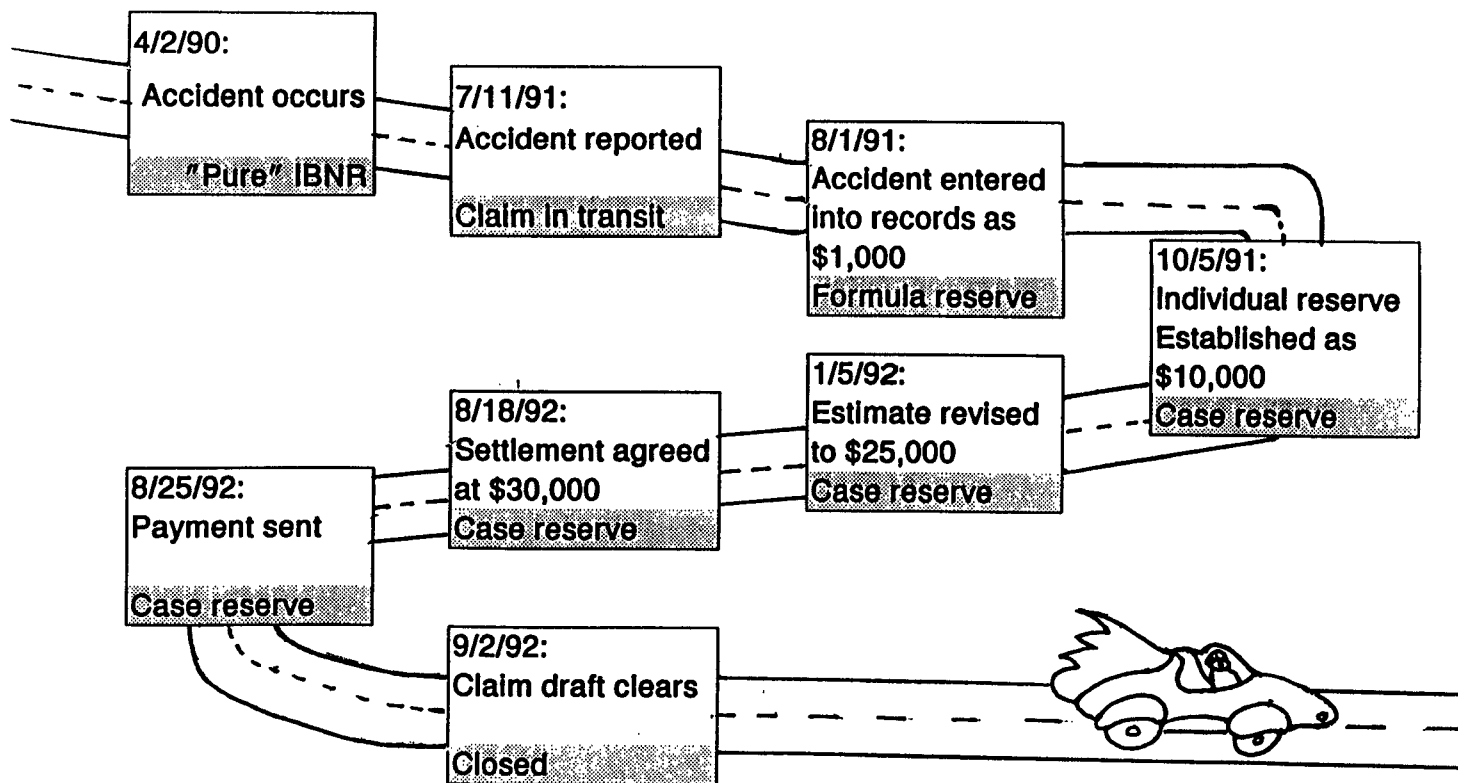 4/2/90:
Accident occurs
"Pure" IBNR
7/11/91:
Accident reported
Claim in transit
8/1/91:
Accident entered
into records as
$1,000
Formula reserve
10/5/91:
Individual reserve
Established as
$10,000
Case reserve
1/5/92:
Estimate revised
to $25,000
Case reserve
8/18/92:
Settlement agreed
at $30,000
Case reserve
8/25/92:
Payment sent
Case reserve
9/2/92:
Claim draft clears
Closed